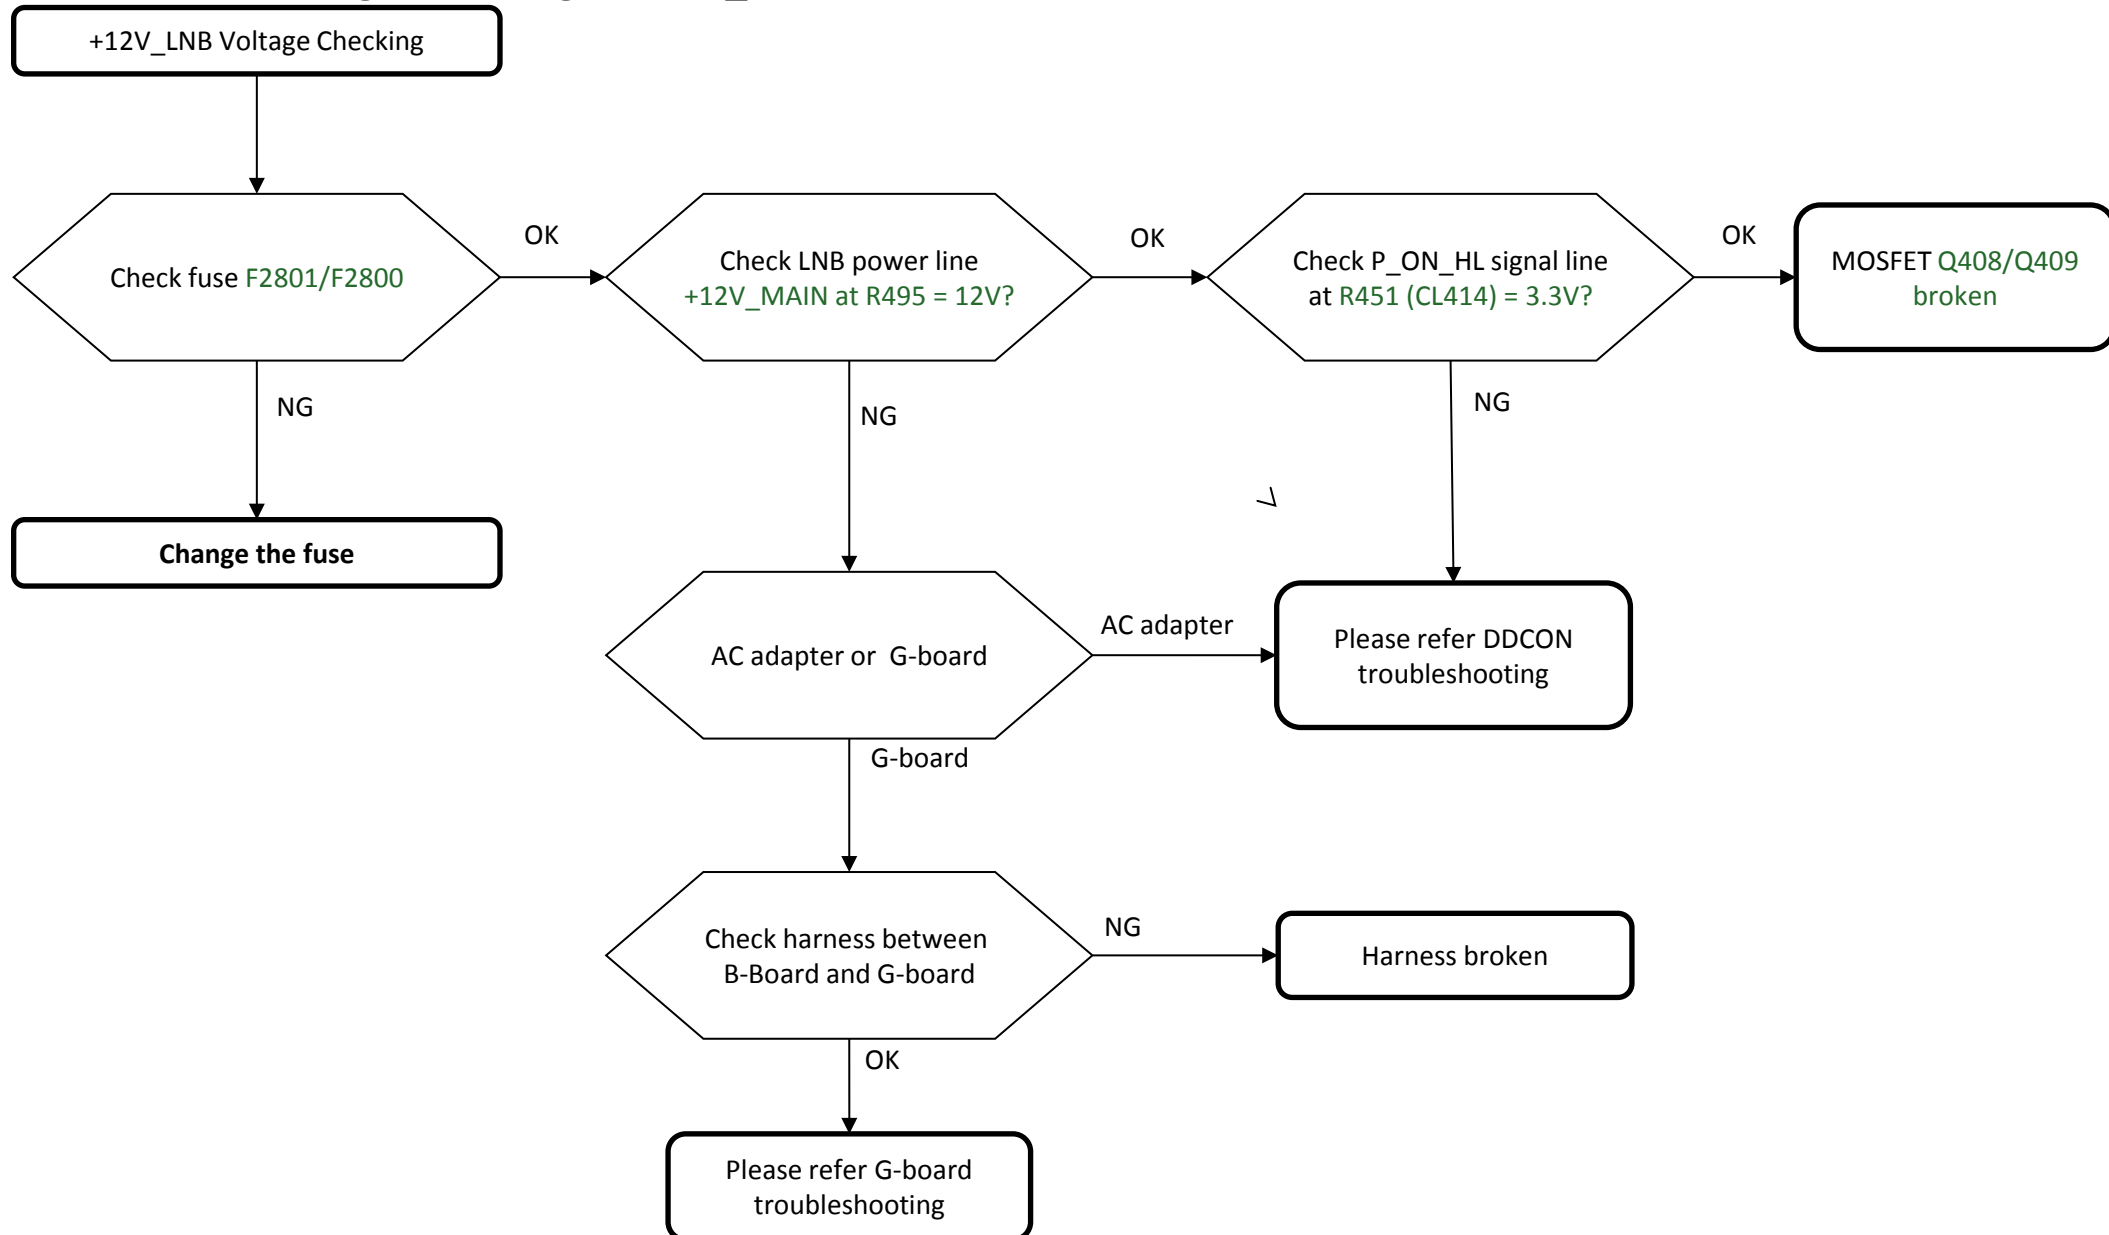 +12V_LNB Voltage Checking
Check fuse F2801/F2800
OK
Check LNB power line
+12V_MAIN at R495 = 12V?
OK
Check P_ON_HL signal line
at R451 (CL414) = 3.3V?
OK
MOSFET Q408/Q409
broken
NG
NG
NG
Change the fuse
AC adapter or G-board
AC adapter
Please refer DDCON
troubleshooting
G-board
Check harness between
B-Board and G-board
NG
Harness broken
OK
Please refer G-board
troubleshooting